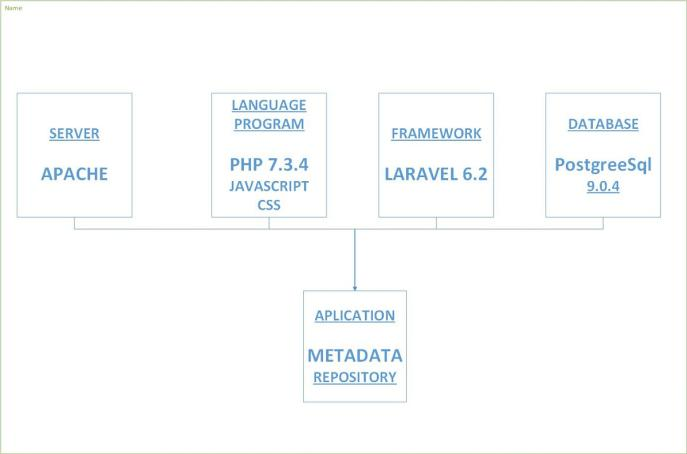 Name
SERVER
APACHE
LANGUAGE
PROGRAM
PHP 7.3.4
JAVASCRIPT
CSS
FRAMEWORK
LARAVEL 6.2
DATABASE
PostgreeSql
9.0.4
APLICATION
METADATA
REPOSITORY